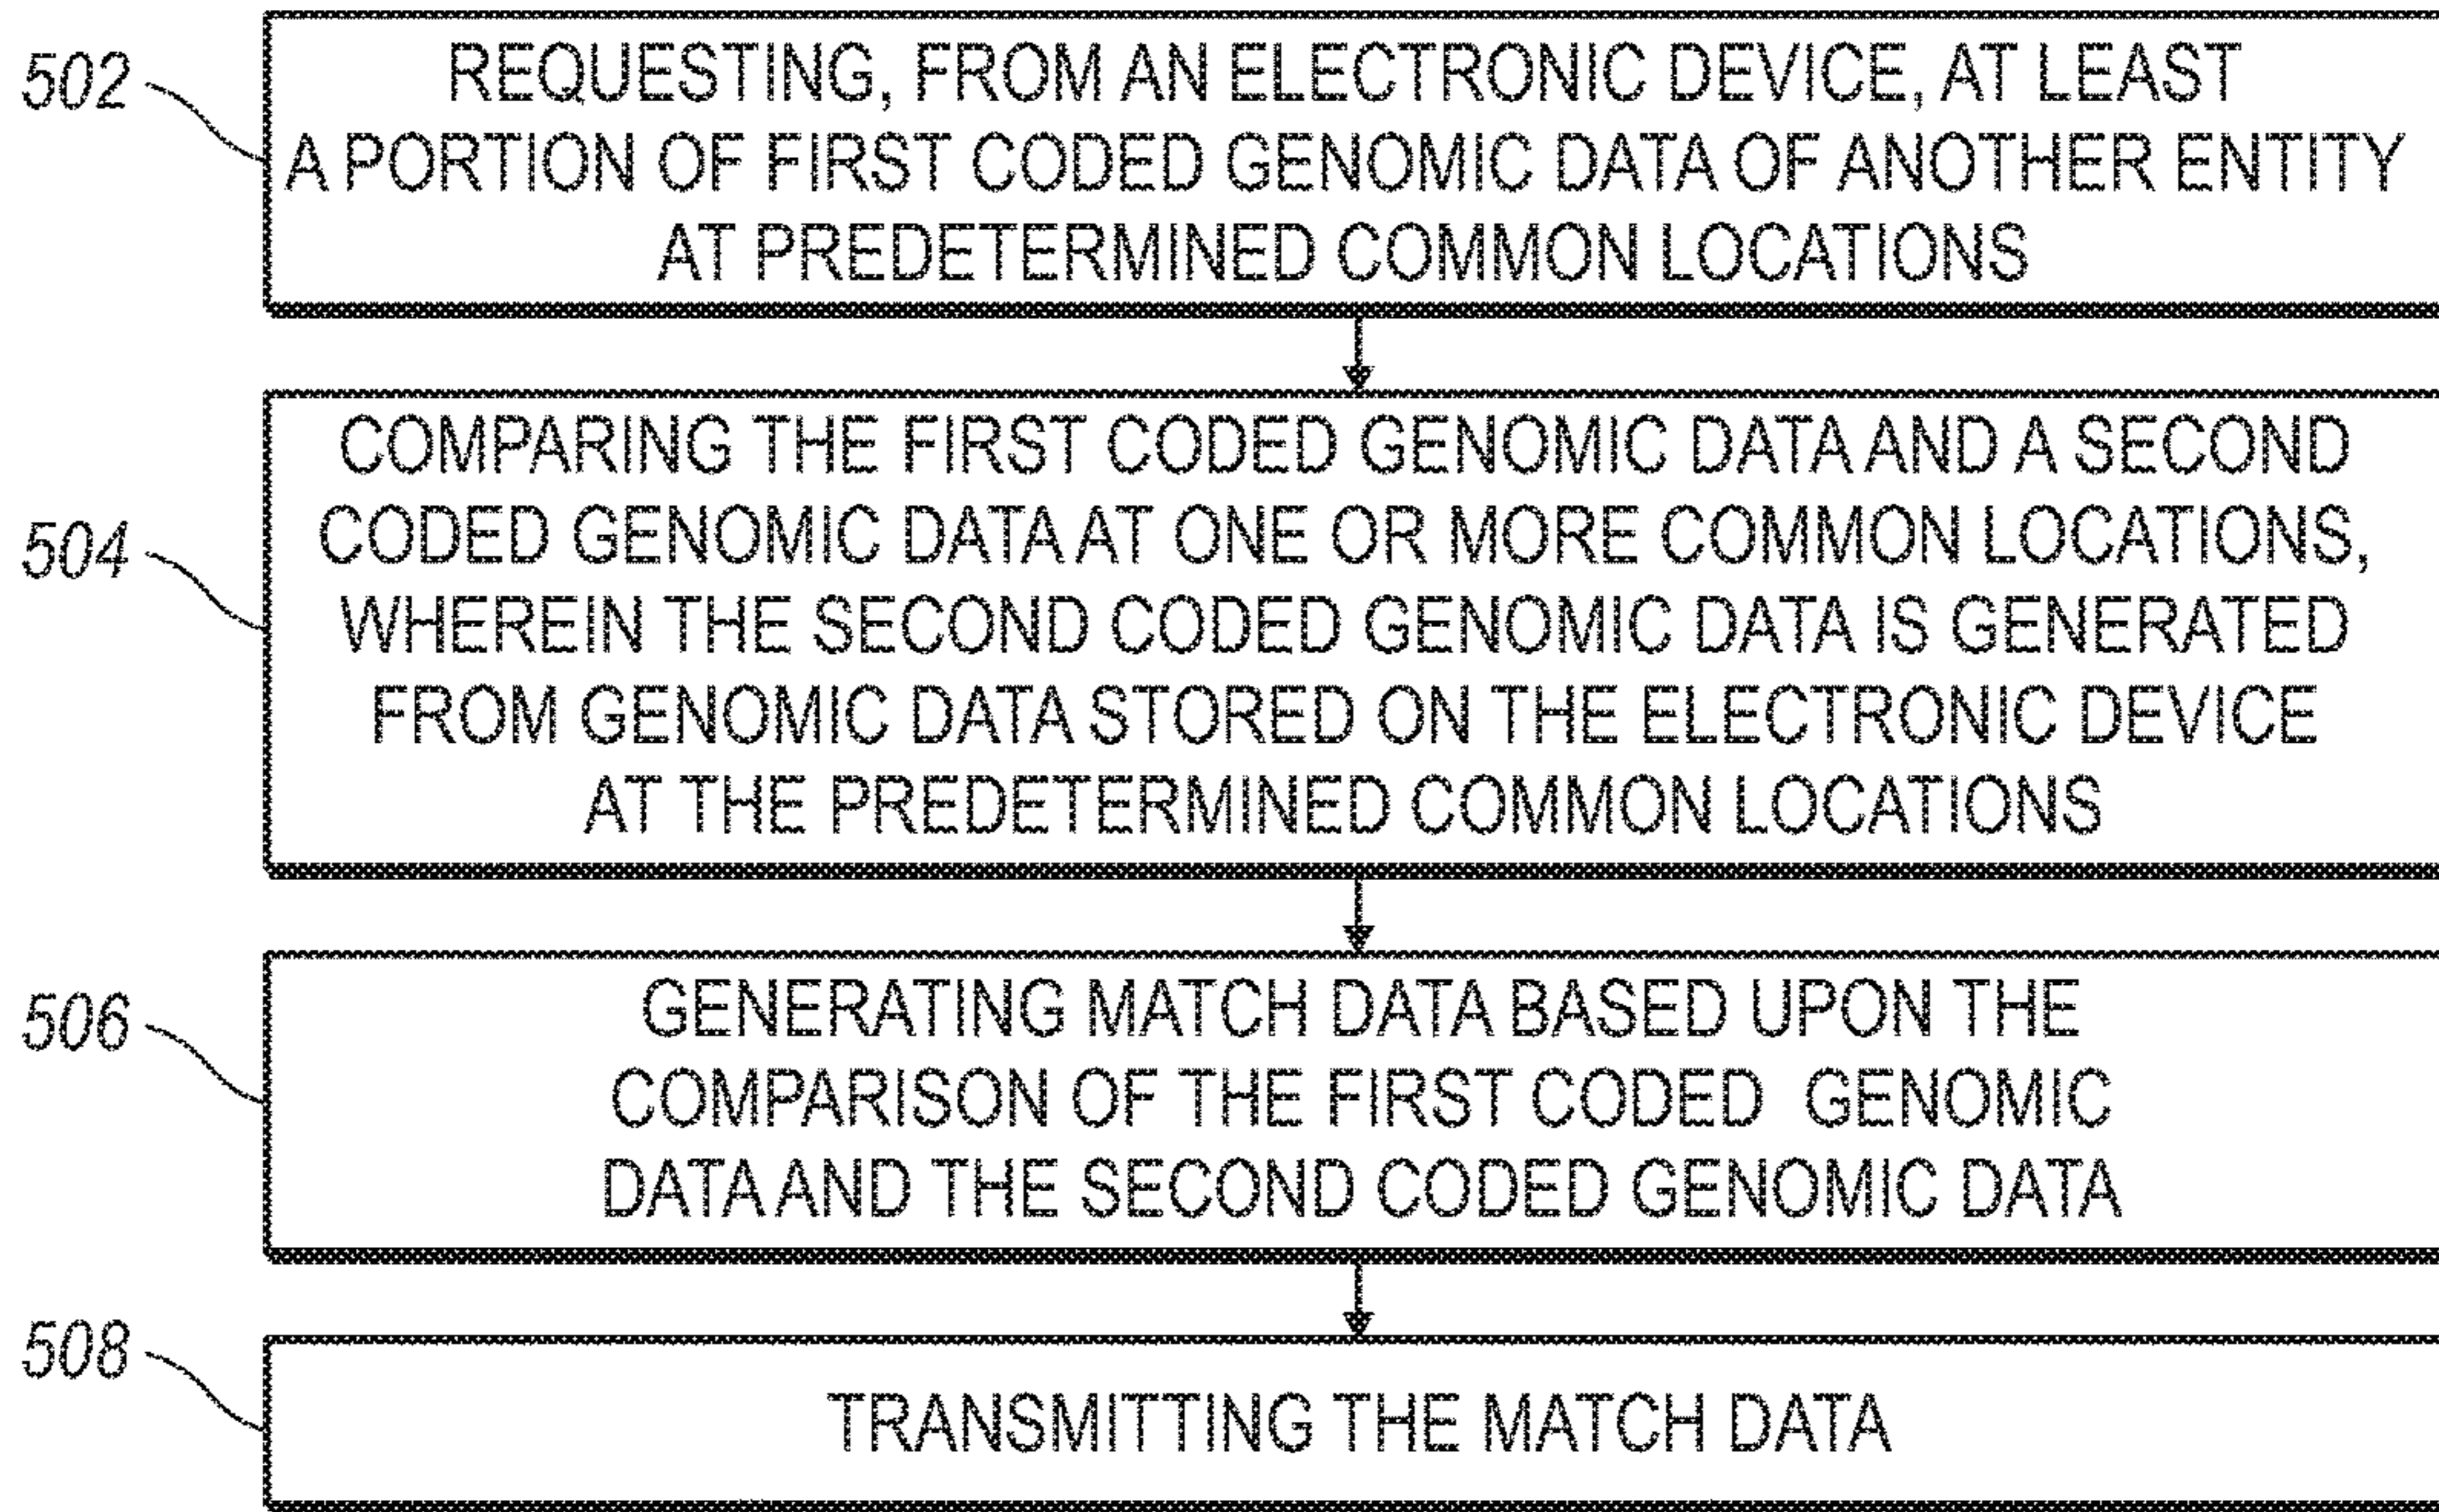 502
REQUESTING, FROM AN ELECTRONIC DEVICE, AT LEAST
A PORTION OF FIRST CODED GENOMIC DATA OF ANOTHER ENTITY
AT PREDETERMINED COMMON LOCATIONS
504
COMPARING THE FIRST CODED GENOMIC DATA AND A SECOND
CODED GENOMIC DATA AT ONE OR MORE COMMON LOCATIONS,
WHEREIN THE SECOND CODED GENOMIC DATA IS GENERATED
FROM GENOMIC DATA STORED ON THE ELECTRONIC DEVICE
AT THE PREDETERMINED COMMON LOCATIONS
506
GENERATING MATCH DATA BASED UPON THE
COMPARISON OF THE FIRST CODED GENOMIC
DATA AND THE SECOND CODED GENOMIC DATA
508
TRANSMITTING THE MATCH DATA